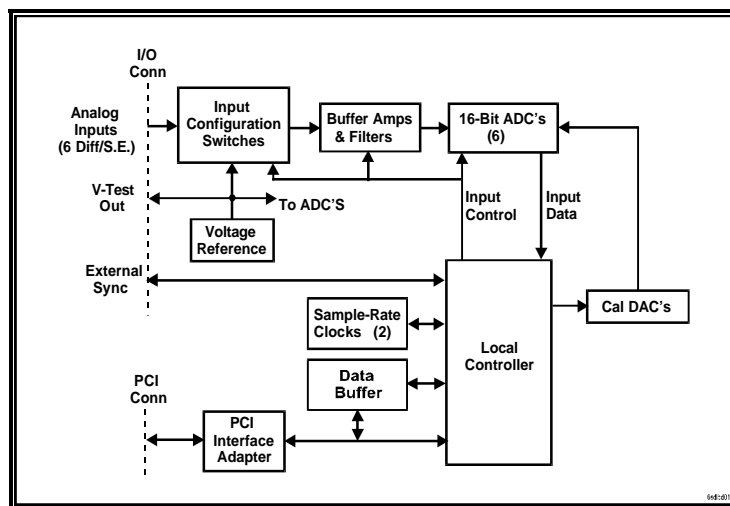 I/O
Conn
Analog
Inputs
(6 Diff/S.E.)
Input
Configuration
Switches
Buffer Amps
& Filters
16-Bit ADC's
(6)
V-Test
Out
To ADC'S
Voltage
Reference
Input
Control
Input
Data
External
Sync
Sample-Rate
Clocks (2)
Cal DAC's
Local
Controller
Data
Buffer
PCI
Conn
PCI
Interface
Adapter